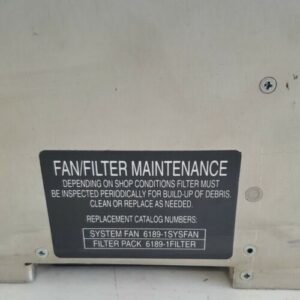 FAN/FILTER MAINTENANCE
DEPENDING ON SHOP CONDITIONS FILTER MUST
BE INSPECTED PERIODICALLY FOR BUILD-UP OF DEBRIS.
CLEAN OR REPLACE AS NEEDED.
REPLACEMENT CATALOG NUMBERS:
SYSTEM FAN 6189-1SYSFAN
FILTER PACK 6189-1FILTER